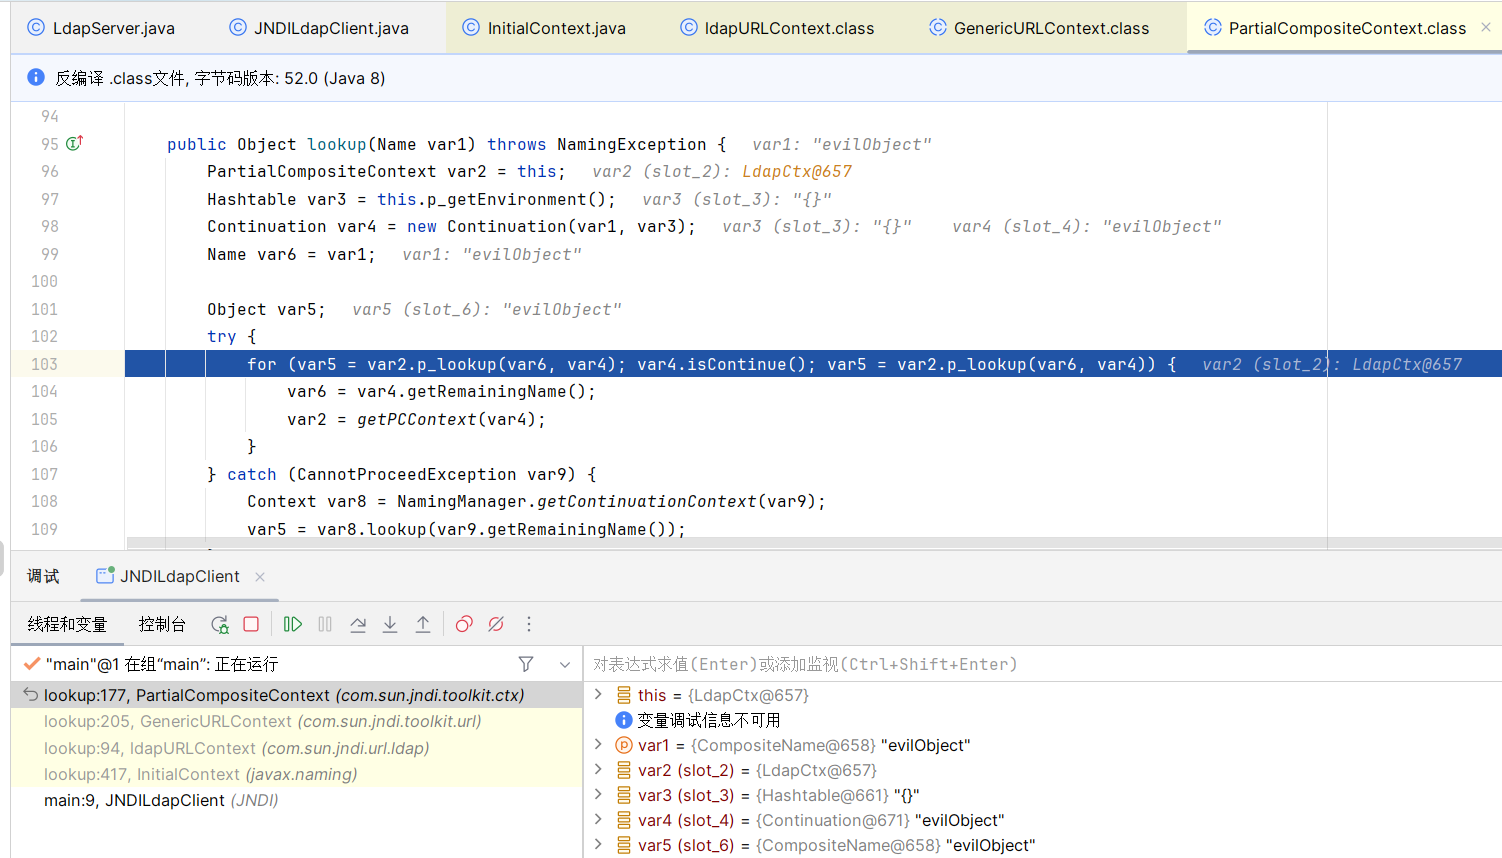 LdapServer.java JNDILdapClient.java InitialContext.java ldapURLContext.class GenericURLContext.class PartialCompositeContext.class
反编译 .class文件, 字节码版本: 52.0 (Java 8)
94
95 public Object lookup(Name var1) throws NamingException { var1: "evilObject"
96 PartialCompositeContext var2 = this; var2 (slot_2): LdapCtx@657
97 Hashtable var3 = this.p_getEnvironment(); var3 (slot_3): "{}"
98 Continuation var4 = new Continuation(var1, var3); var3 (slot_3): "{}" var4 (slot_4): "evilObject"
99 Name var6 = var1; var1: "evilObject"
100
101 Object var5; var5 (slot_6): "evilObject"
102 try {
103 for (var5 = var2.p_lookup(var6, var4); var4.isContinue(); var5 = var2.p_lookup(var6, var4)) { var2 (slot_2): LdapCtx@657
104 var6 = var4.getRemainingName();
105 var2 = getPCContext(var4);
106 }
107 } catch (CannotProceedException var9) {
108 Context var8 = NamingManager.getContinuationContext(var9);
109 var5 = var8.lookup(var9.getRemainingName());
调试 JNDILdapClient
线程和变量 控制台
"main"@1 在组“main”: 正在运行
lookup:177, PartialCompositeContext (com.sun.jndi.toolkit.ctx)
lookup:205, GenericURLContext (com.sun.jndi.toolkit.url)
lookup:94, ldapURLContext (com.sun.jndi.url.ldap)
lookup:417, InitialContext (javax.naming)
main:9, JNDILdapClient (JNDI)
对表达式求值(Enter)或添加监视(Ctrl+Shift+Enter)
this = {LdapCtx@657}
变量调试信息不可用
var1 = {CompositeName@658} "evilObject"
var2 (slot_2) = {LdapCtx@657}
var3 (slot_3) = {Hashtable@661} "{}"
var4 (slot_4) = {Continuation@671} "evilObject"
var5 (slot_6) = {CompositeName@658} "evilObject"